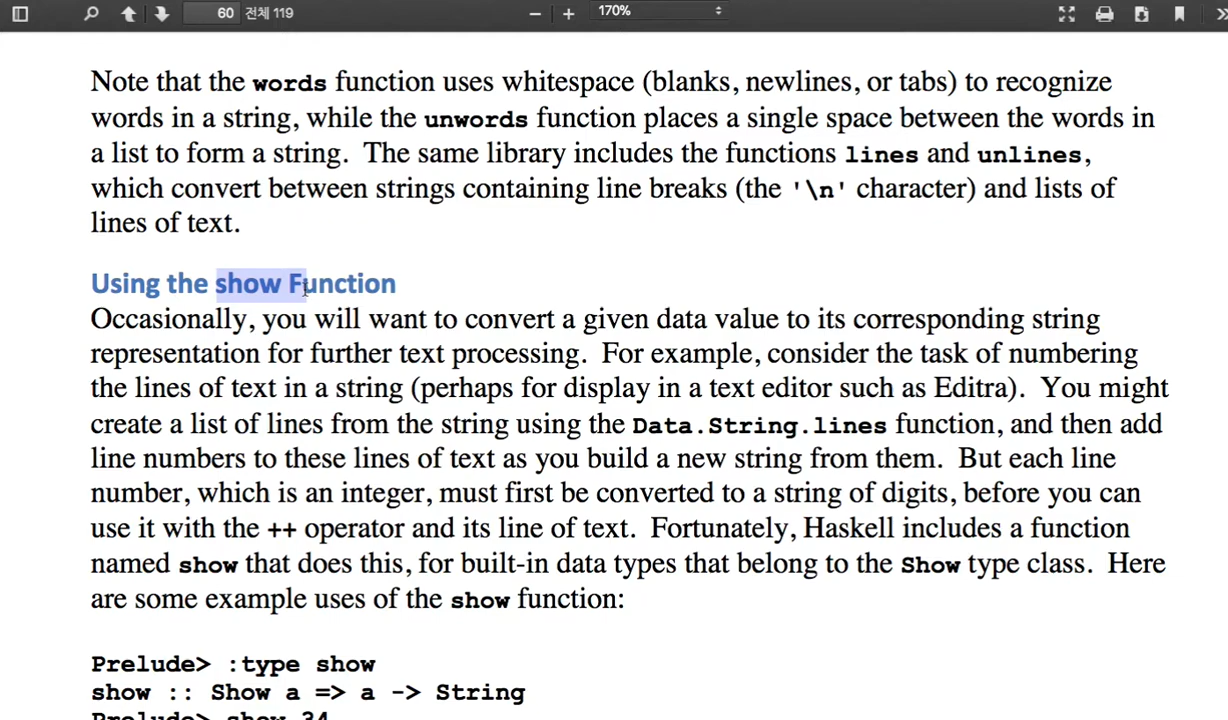 60 전체 119
170%
Note that the words function uses whitespace (blanks, newlines, or tabs) to recognize
words in a string, while the unwords function places a single space between the words in
a list to form a string. The same library includes the functions lines and unlines,
which convert between strings containing line breaks (the '\n' character) and lists of
lines of text.
Using the show Function
Occasionally, you will want to convert a given data value to its corresponding string
representation for further text processing. For example, consider the task of numbering
the lines of text in a string (perhaps for display in a text editor such as Editra). You might
create a list of lines from the string using the Data.String.lines function, and then add
line numbers to these lines of text as you build a new string from them. But each line
number, which is an integer, must first be converted to a string of digits, before you can
use it with the ++ operator and its line of text. Fortunately, Haskell includes a function
named show that does this, for built-in data types that belong to the Show type class. Here
are some example uses of the show function:
Prelude> :type show
show :: Show a => a -> String
Prelude> show 34